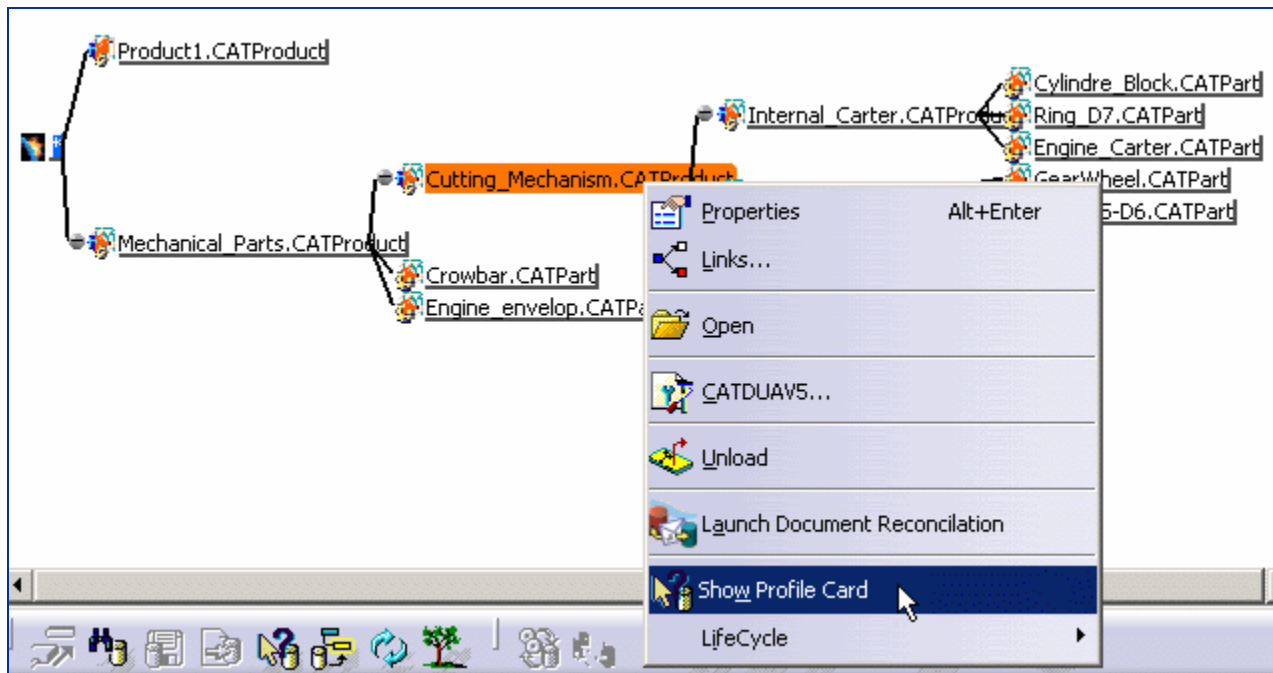 Product1.CATProduct
Cylindre_Block.CATPart
Internal_Carter.CATProdu
Ring_D7.CATPart
Engine_Carter.CATPart
Cutting_Mechanism.CATProduct
GearWheel.CATPart
5-D6.CATPart
Mechanical_Parts.CATProduct
Crowbar.CATPart
Engine_envelop.CATPa
Properties Alt+Enter
Links...
Open
CATDUAV5...
Unload
Launch Document Reconcilation
Show Profile Card
LifeCycle